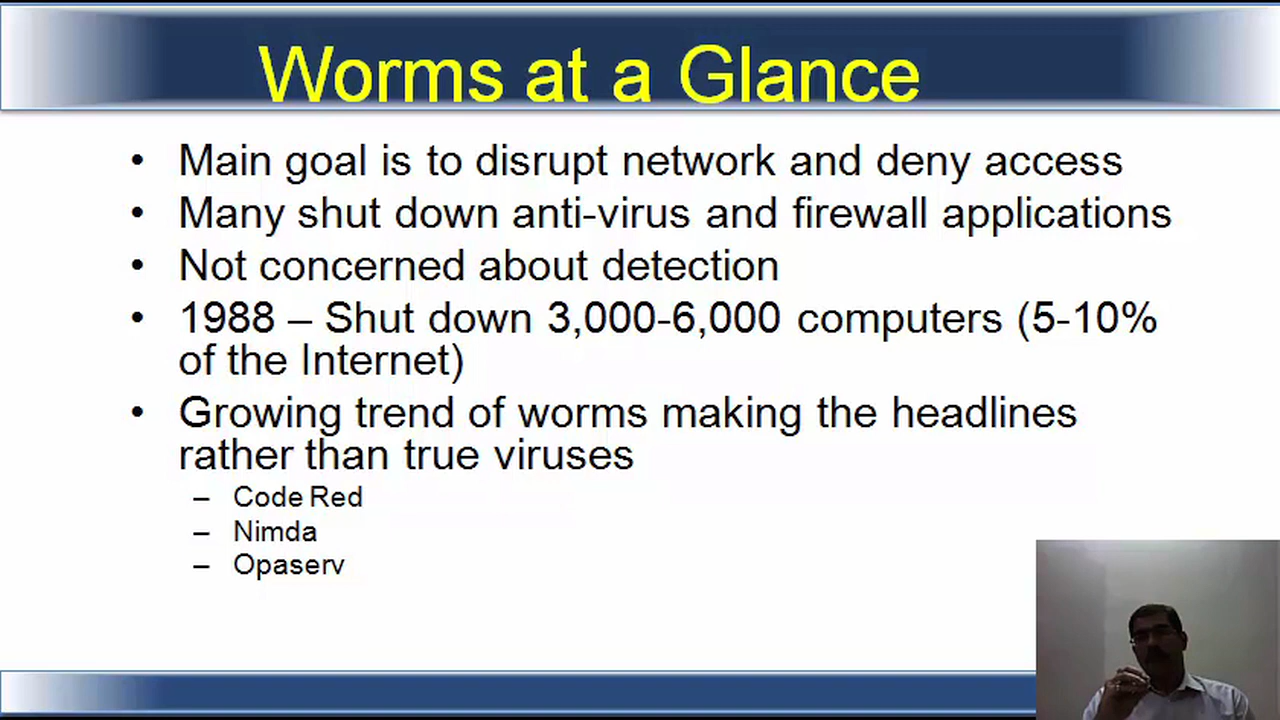 Worms at a Glance
• Main goal is to disrupt network and deny access
• Many shut down anti-virus and firewall applications
• Not concerned about detection
• 1988 – Shut down 3,000-6,000 computers (5-10%
of the Internet)
• Growing trend of worms making the headlines
rather than true viruses
– Code Red
– Nimda
– Opaserv